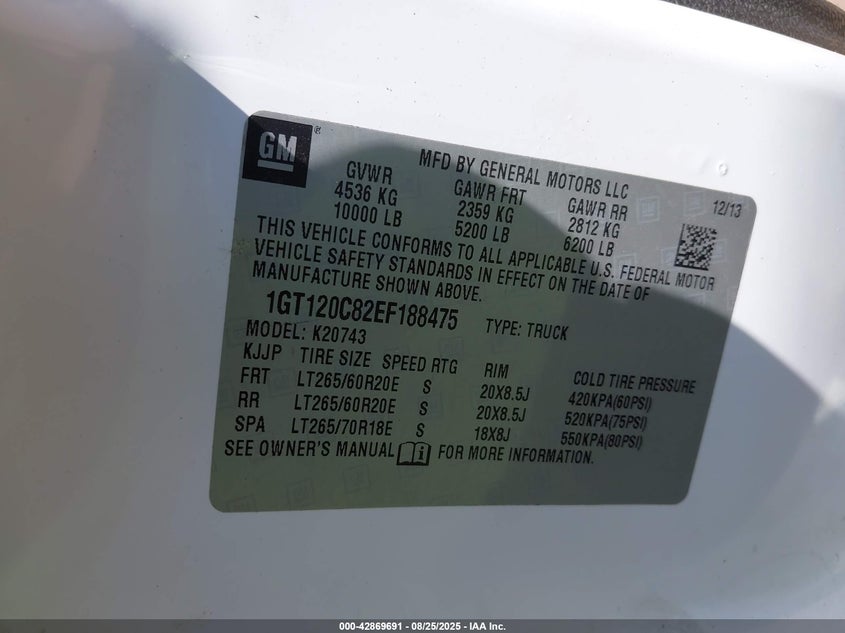 GM®
MFD BY GENERAL MOTORS LLC
12/13
GVWR GAWR FRT GAWR RR
4536 KG 2359 KG 2812 KG
10000 LB 5200 LB 6200 LB
THIS VEHICLE CONFORMS TO ALL APPLICABLE U.S. FEDERAL MOTOR
VEHICLE SAFETY STANDARDS IN EFFECT ON THE DATE OF
MANUFACTURE SHOWN ABOVE.
1GT120C82EF188475 TYPE: TRUCK
MODEL: K20743
KJJP TIRE SIZE SPEED RTG RIM COLD TIRE PRESSURE
FRT LT265/60R20E S 20X8.5J 420KPA(60PSI)
RR LT265/60R20E S 20X8.5J 520KPA(75PSI)
SPA LT265/70R18E S 18X8J 550KPA(80PSI)
SEE OWNER'S MANUAL FOR MORE INFORMATION.
000-42869691 - 08/25/2025 - IAA Inc.